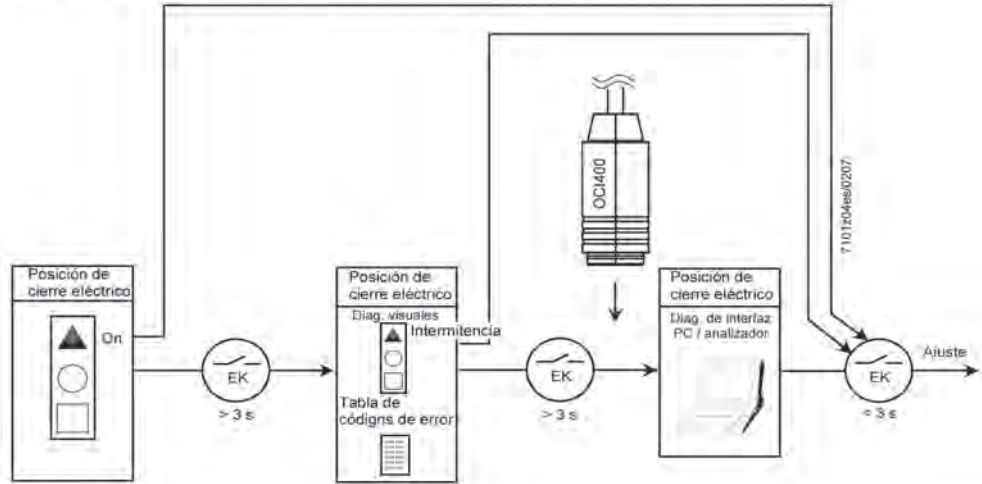 OCI400
7101z04es/0207
Posición de
cierre eléctrico
On
EK
> 3 s
Posición de
cierre eléctrico
Diag. visuales
Intermitencia
Tabla de
códigns de error
EK
> 3 s
Posición de
cierre eléctrico
Diag. de interfaz
PC / analizador
EK
< 3 s
Ajuste